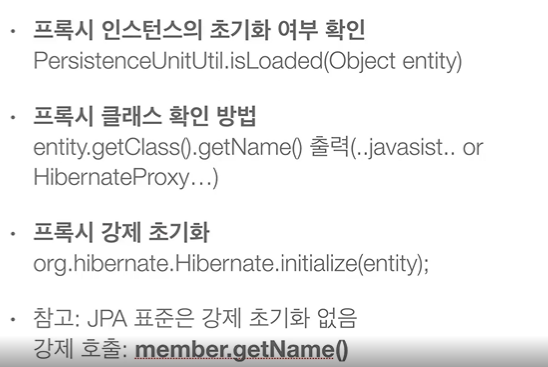 • 프록시 인스턴스의 초기화 여부 확인
PersistenceUnitUtil.isLoaded(Object entity)
• 프록시 클래스 확인 방법
entity.getClass().getName() 출력(..javasist.. or
HibernateProxy…)
• 프록시 강제 초기화
org.hibernate.Hibernate.initialize(entity);
• 참고: JPA 표준은 강제 초기화 없음
강제 호출: member.getName()